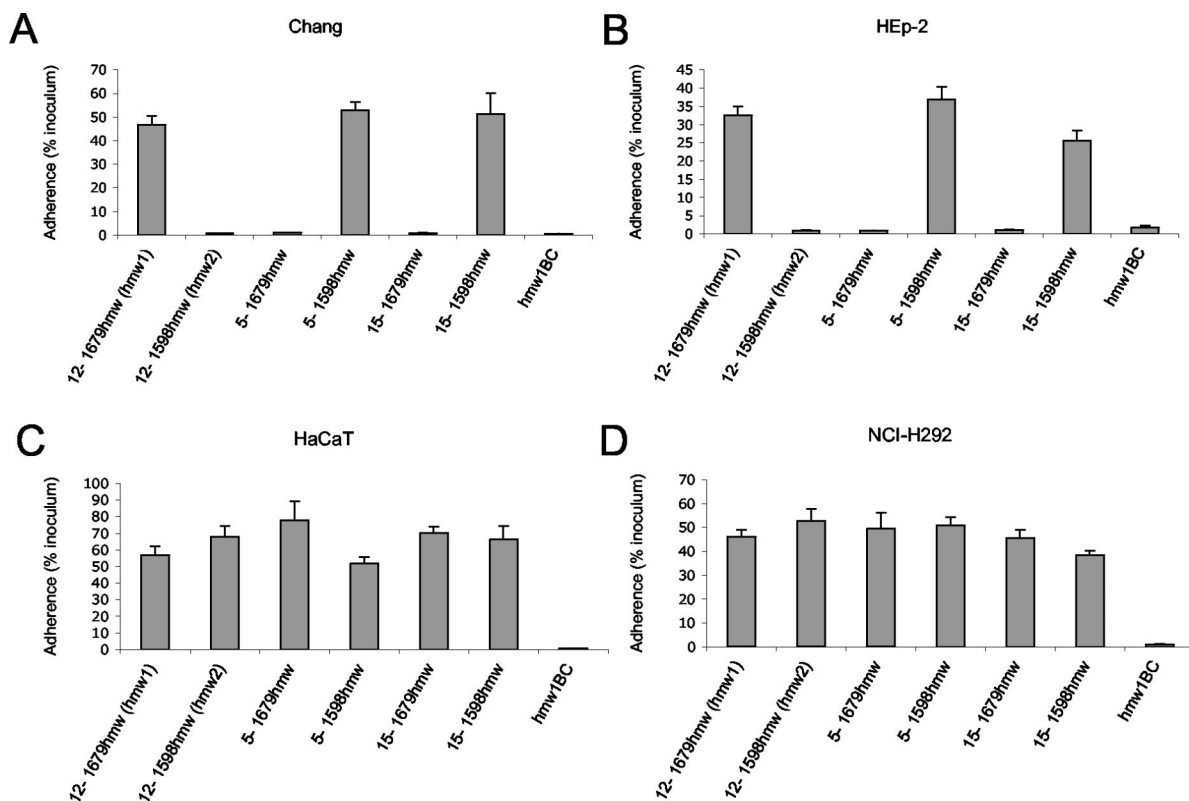 A
Chang
Adherence (% inoculum)
70
60
50
40
30
20
10
0
12- 1679hmw (hmw1)
12- 1598hmw (hmw2)
5- 1679hmw
5- 1598hmw
15- 1679hmw
15- 1598hmw
hmw1BC
B
HEp-2
Adherence (% inoculum)
45
40
35
30
25
20
15
10
5
0
12- 1679hmw (hmw1)
12- 1598hmw (hmw2)
5- 1679hmw
5- 1598hmw
15- 1679hmw
15- 1598hmw
hmw1BC
C
HaCaT
Adherence (% inoculum)
100
90
80
70
60
50
40
30
20
10
0
12- 1679hmw (hmw1)
12- 1598hmw (hmw2)
5- 1679hmw
5- 1598hmw
15- 1679hmw
15- 1598hmw
hmw1BC
D
NCI-H292
Adherence (% inoculum)
70
60
50
40
30
20
10
0
12- 1679hmw (hmw1)
12- 1598hmw (hmw2)
5- 1679hmw
5- 1598hmw
15- 1679hmw
15- 1598hmw
hmw1BC